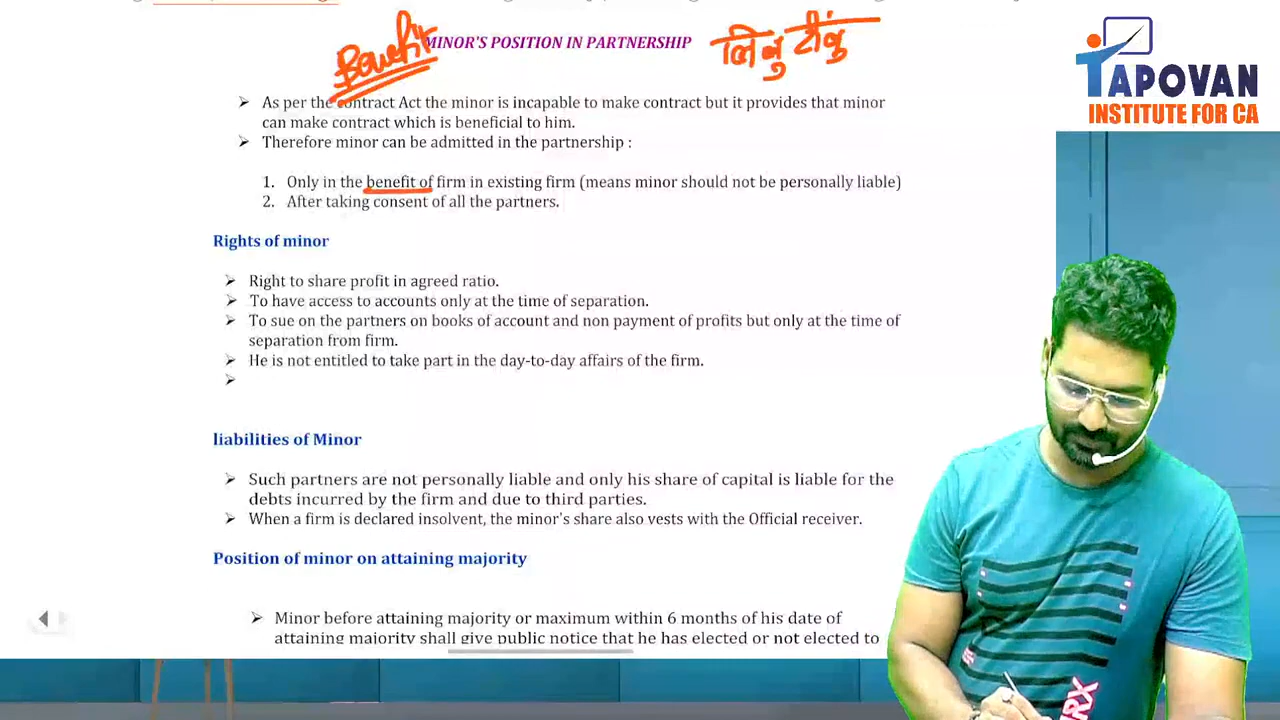 Benefit
MINOR'S POSITION IN PARTNERSHIP
लिबु टींबु
TAPOVAN
INSTITUTE FOR CA
As per the contract Act the minor is incapable to make contract but it provides that minor
can make contract which is beneficial to him.
Therefore minor can be admitted in the partnership :
1. Only in the benefit of firm in existing firm (means minor should not be personally liable)
2. After taking consent of all the partners.
Rights of minor
Right to share profit in agreed ratio.
To have access to accounts only at the time of separation.
To sue on the partners on books of account and non payment of profits but only at the time of
separation from firm.
He is not entitled to take part in the day-to-day affairs of the firm.
liabilities of Minor
Such partners are not personally liable and only his share of capital is liable for the
debts incurred by the firm and due to third parties.
When a firm is declared insolvent, the minor's share also vests with the Official receiver.
Position of minor on attaining majority
Minor before attaining majority or maximum within 6 months of his date of
attaining majority shall give public notice that he has elected or not elected to